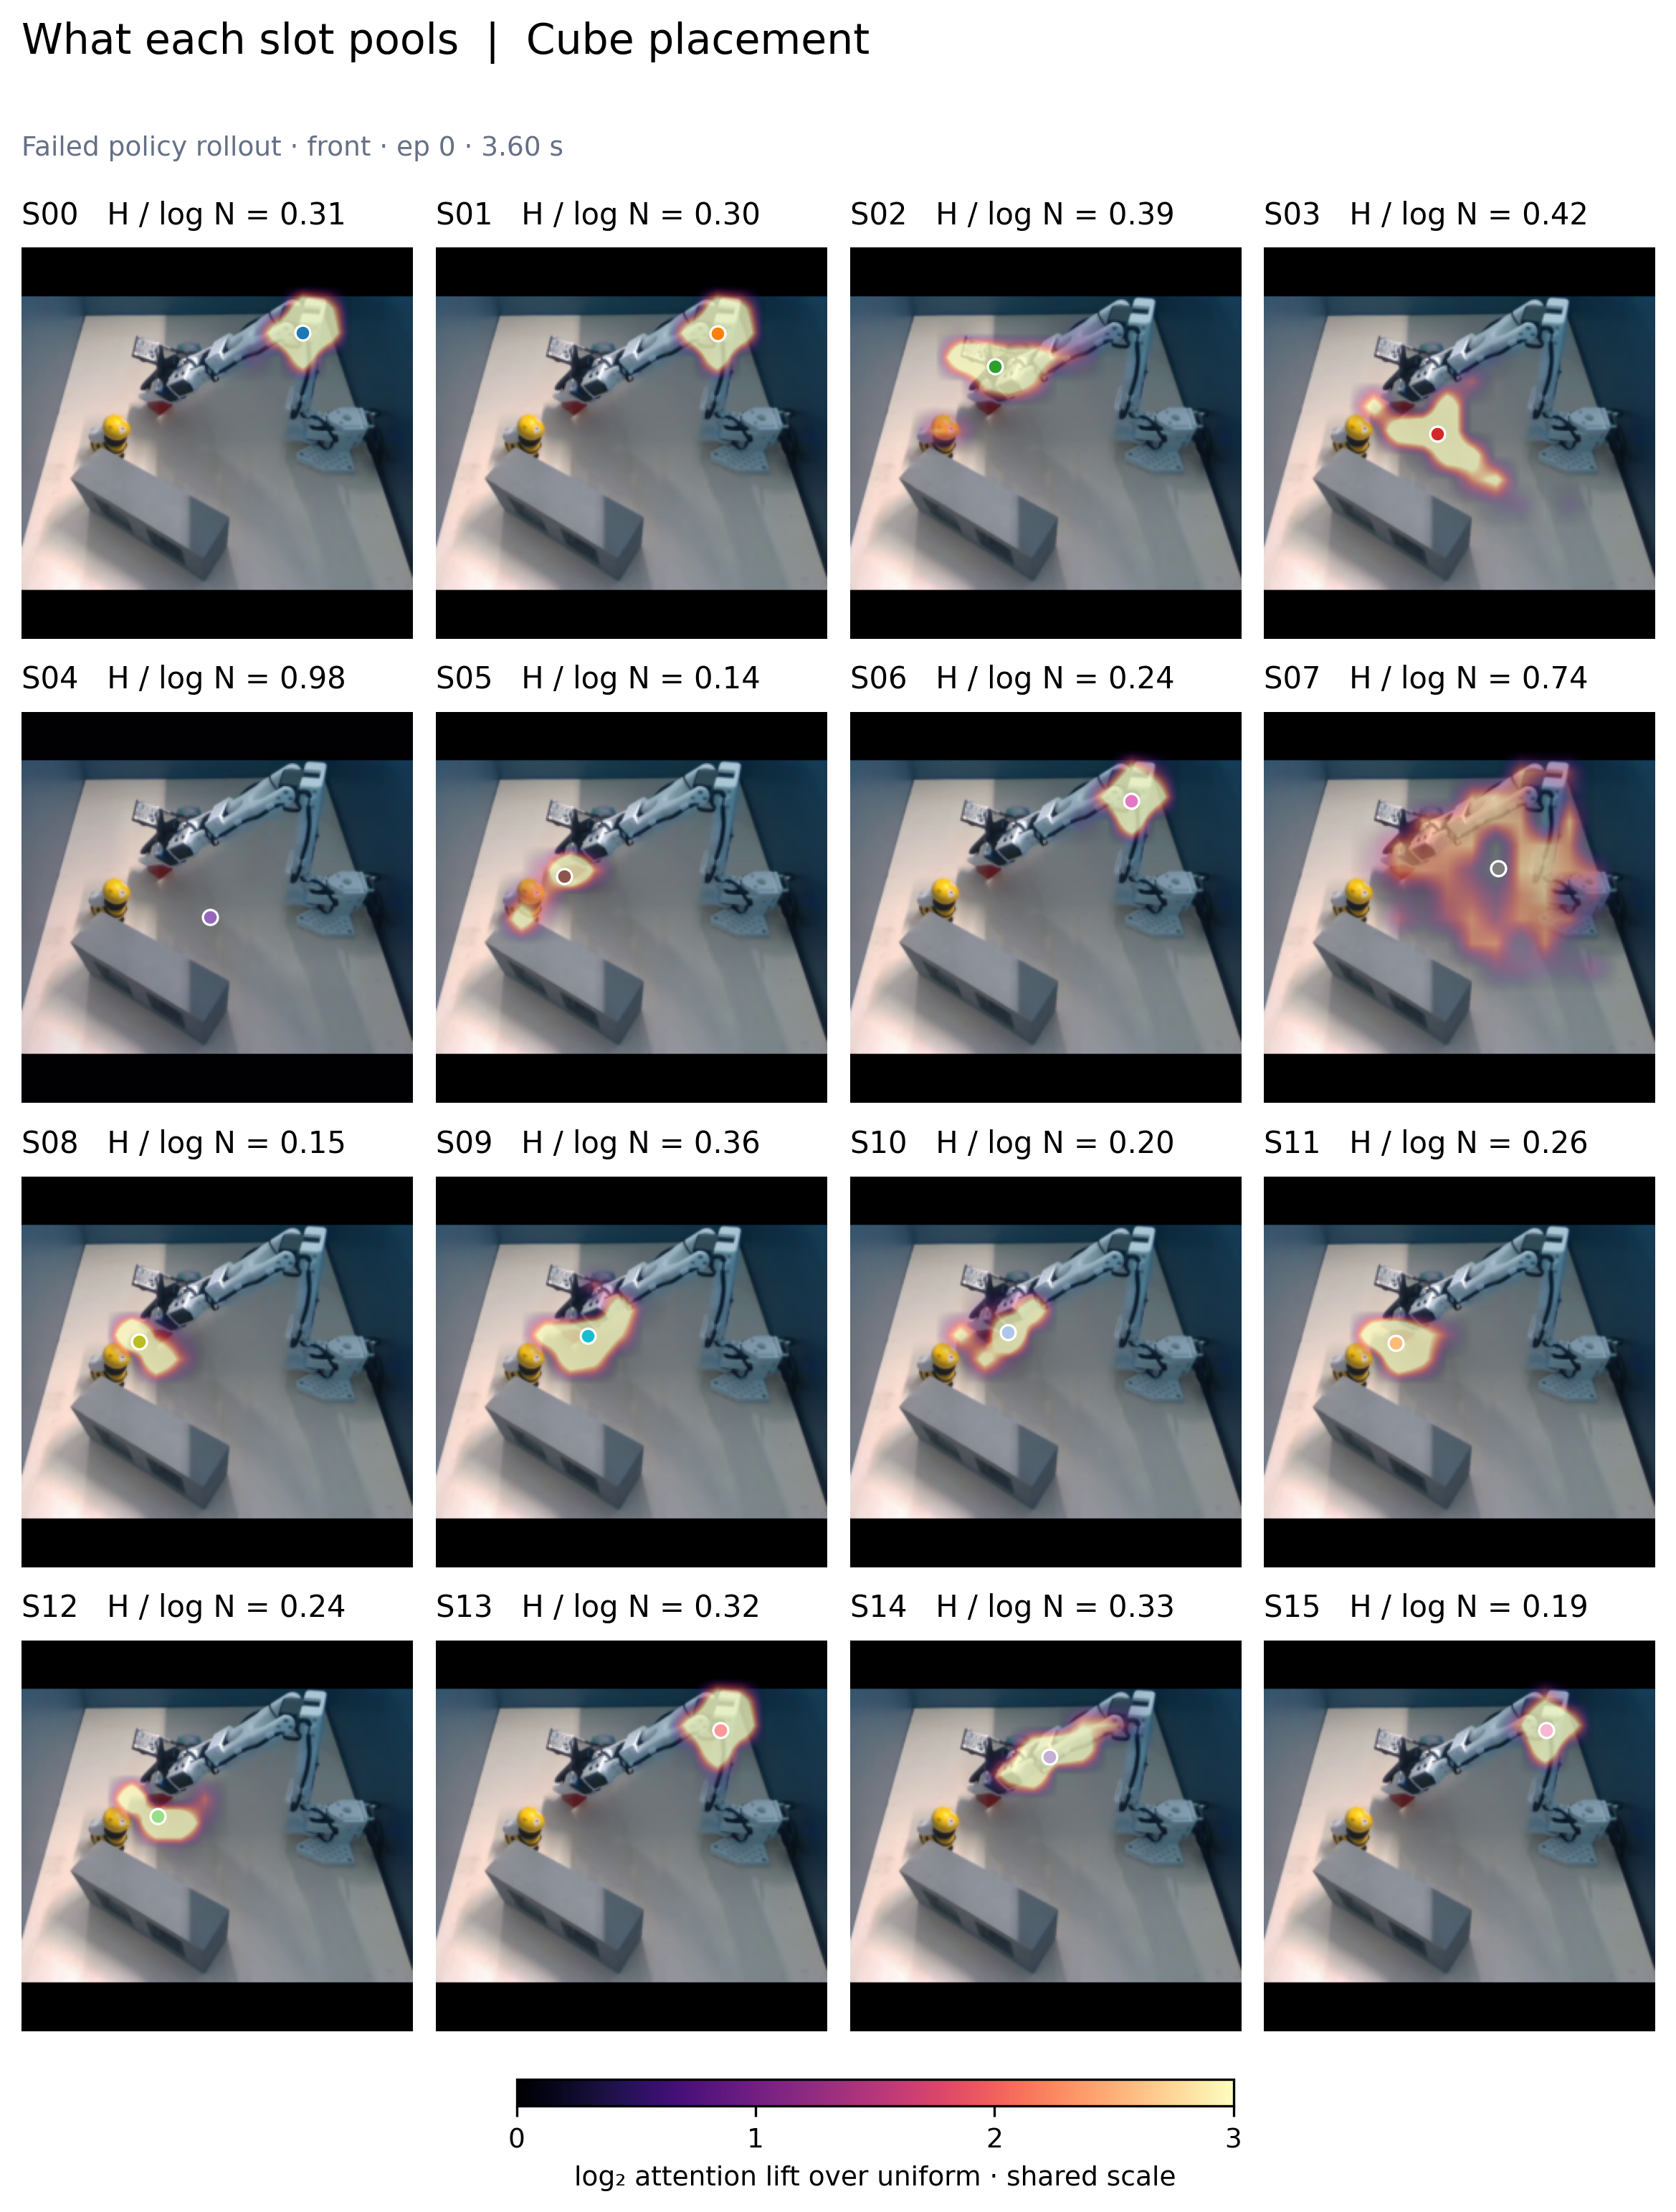 What each slot pools | Cube placement
Failed policy rollout · front · ep 0 · 3.60 s
S00 H / log N = 0.31
S01 H / log N = 0.30
S02 H / log N = 0.39
S03 H / log N = 0.42
S04 H / log N = 0.98
S05 H / log N = 0.14
S06 H / log N = 0.24
S07 H / log N = 0.74
S08 H / log N = 0.15
S09 H / log N = 0.36
S10 H / log N = 0.20
S11 H / log N = 0.26
S12 H / log N = 0.24
S13 H / log N = 0.32
S14 H / log N = 0.33
S15 H / log N = 0.19
0 1 2 3
log₂ attention lift over uniform · shared scale